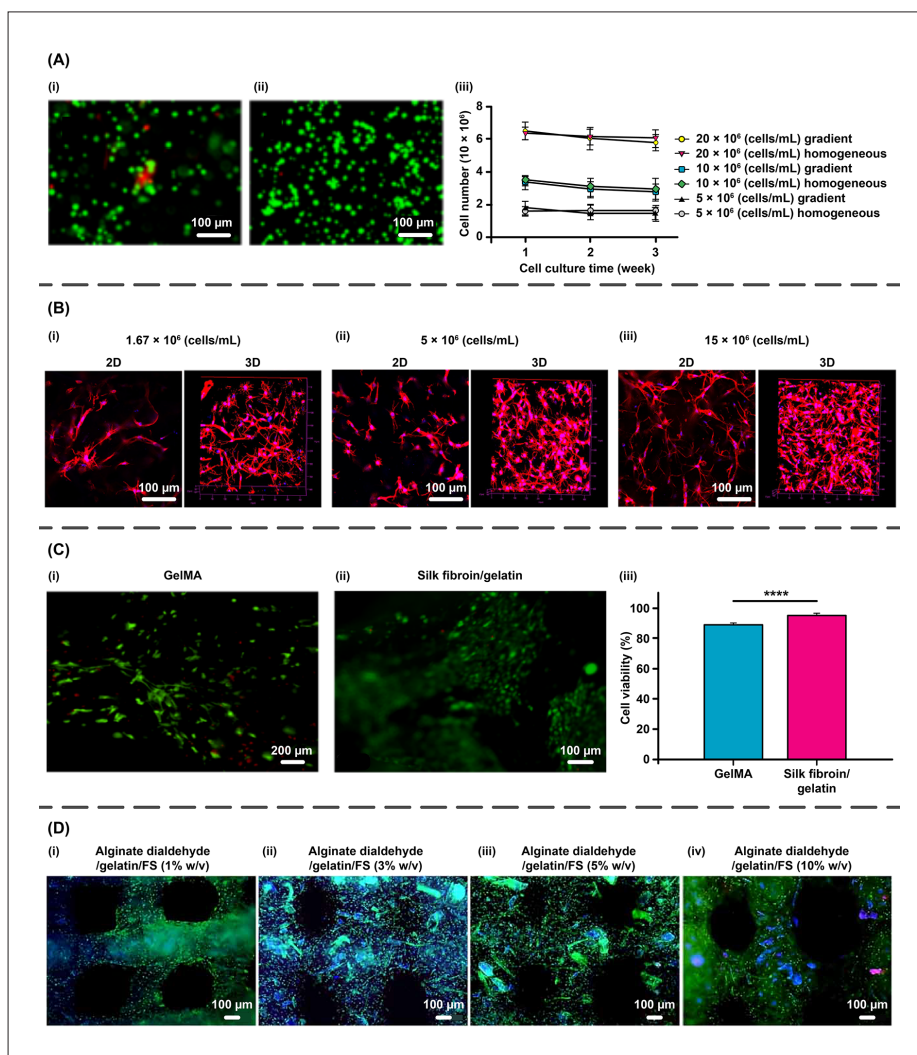 (A)
(i)
(ii)
(iii)
100 µm
100 µm
Cell number (10 × 10⁶)
8
6
4
2
0
1
2
3
Cell culture time (week)
20 × 10⁶ (cells/mL) gradient
20 × 10⁶ (cells/mL) homogeneous
10 × 10⁶ (cells/mL) gradient
10 × 10⁶ (cells/mL) homogeneous
5 × 10⁶ (cells/mL) gradient
5 × 10⁶ (cells/mL) homogeneous
(B)
(i)
1.67 × 10⁶ (cells/mL)
(ii)
5 × 10⁶ (cells/mL)
(iii)
15 × 10⁶ (cells/mL)
2D
3D
2D
3D
2D
3D
100 µm
100 µm
100 µm
100 µm
100 µm
100 µm
(C)
(i)
GelMA
(ii)
Silk fibroin/gelatin
(iii)
200 µm
100 µm
Cell viability (%)
100
80
60
40
20
0
****
GelMA
Silk fibroin/
gelatin
(D)
(i)
Alginate dialdehyde
/gelatin/FS (1% w/v)
(ii)
Alginate dialdehyde
/gelatin/FS (3% w/v)
(iii)
Alginate dialdehyde
/gelatin/FS (5% w/v)
(iv)
Alginate dialdehyde
/gelatin/FS (10% w/v)
100 µm
100 µm
100 µm
100 µm